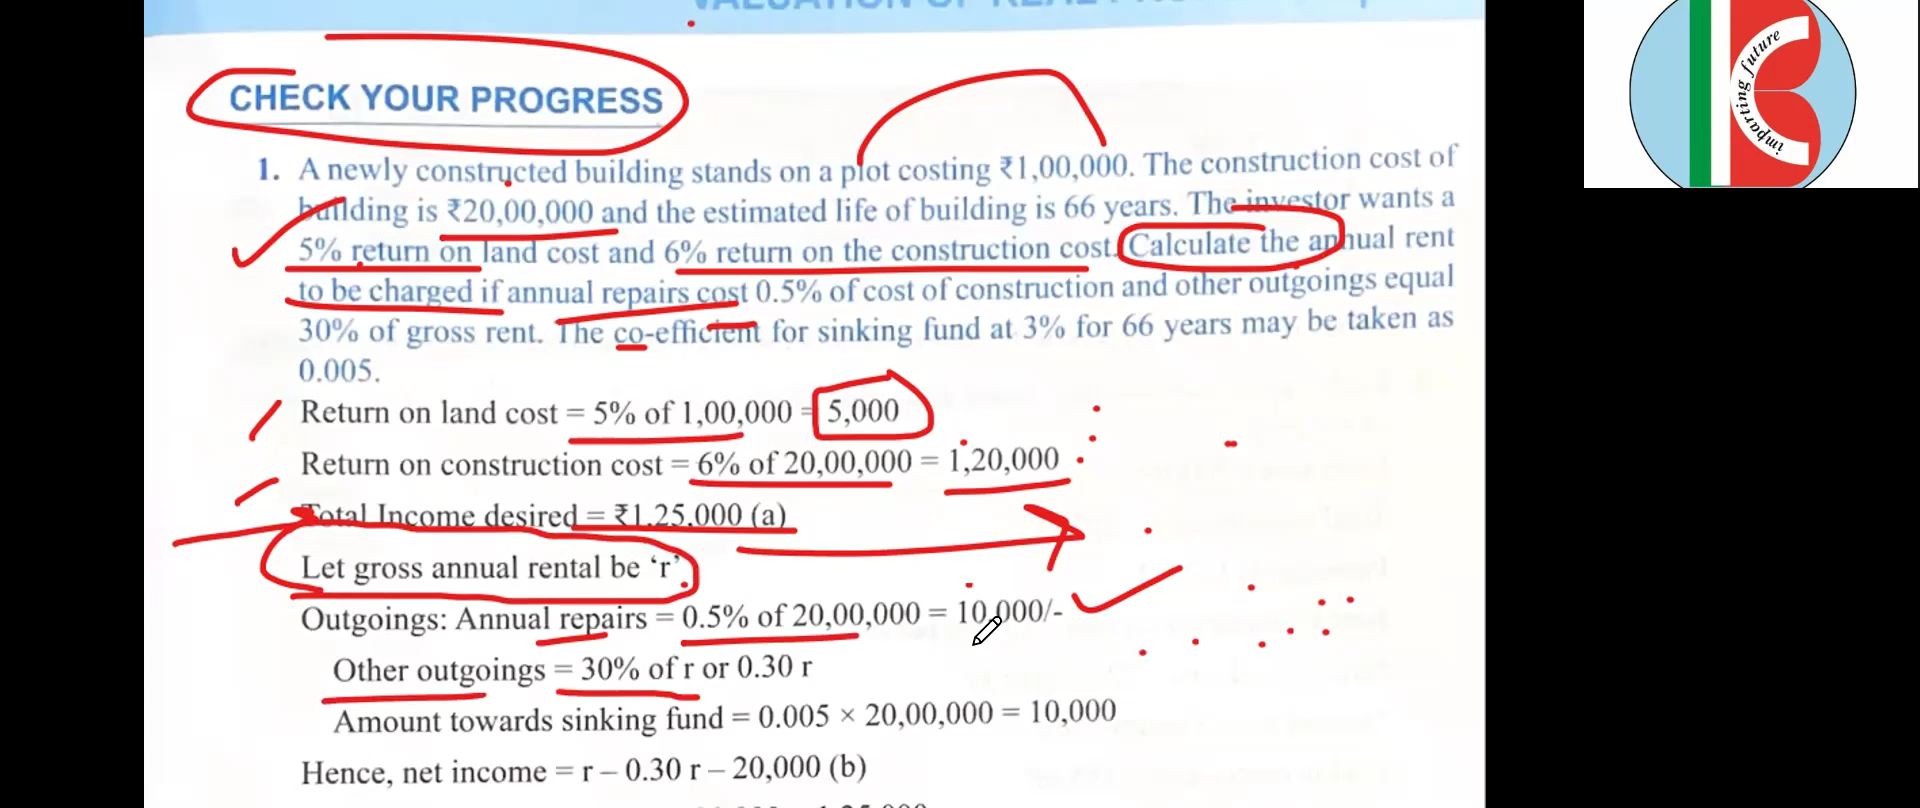 CHECK YOUR PROGRESS
1. A newly constructed building stands on a plot costing ₹1,00,000. The construction cost of
building is ₹20,00,000 and the estimated life of building is 66 years. The investor wants a
5% return on land cost and 6% return on the construction cost. Calculate the annual rent
to be charged if annual repairs cost 0.5% of cost of construction and other outgoings equal
30% of gross rent. The co-efficient for sinking fund at 3% for 66 years may be taken as
0.005.
Return on land cost = 5% of 1,00,000 = 5,000
Return on construction cost = 6% of 20,00,000 = 1,20,000
Total Income desired = ₹1,25,000 (a)
Let gross annual rental be ‘r’
Outgoings: Annual repairs = 0.5% of 20,00,000 = 10,000/-
Other outgoings = 30% of r or 0.30 r
Amount towards sinking fund = 0.005 × 20,00,000 = 10,000
Hence, net income = r – 0.30 r – 20,000 (b)
imparting future